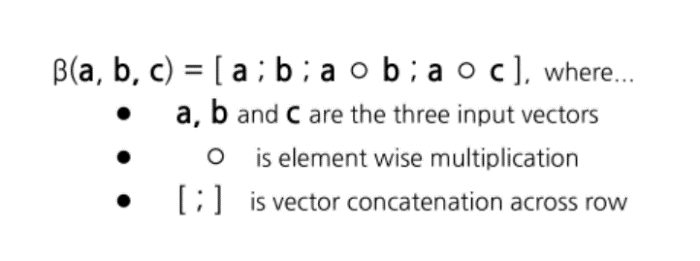 β(a, b, c) = [ a ; b ; a ○ b ; a ○ c ], where...
● a, b and c are the three input vectors
● ○ is element wise multiplication
● [ ; ] is vector concatenation across row